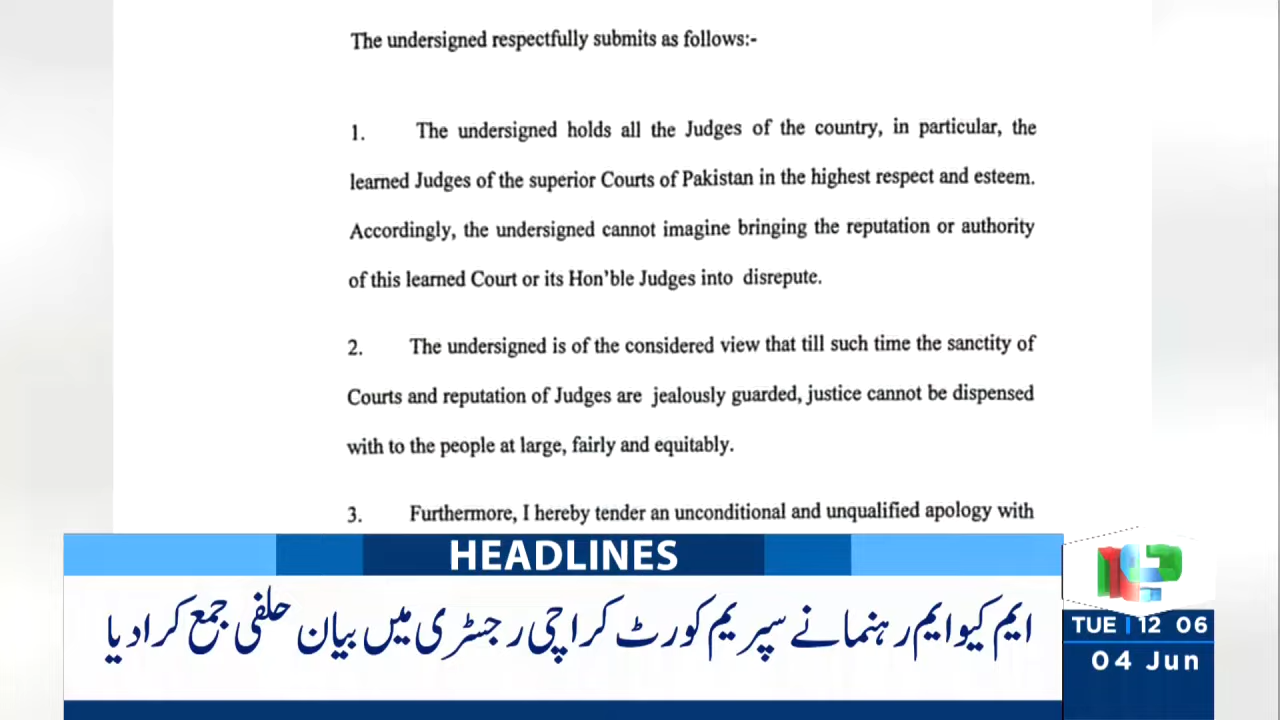 The undersigned respectfully submits as follows:-
1. The undersigned holds all the Judges of the country, in particular, the
learned Judges of the superior Courts of Pakistan in the highest respect and esteem.
Accordingly, the undersigned cannot imagine bringing the reputation or authority
of this learned Court or its Hon'ble Judges into disrepute.
2. The undersigned is of the considered view that till such time the sanctity of
Courts and reputation of Judges are jealously guarded, justice cannot be dispensed
with to the people at large, fairly and equitably.
3. Furthermore, I hereby tender an unconditional and unqualified apology with
HEADLINES
ایم کیو ایم رہنما نے سپریم کورٹ کراچی رجسٹری میں بیان حلفی جمع کرا دیا
TUE 12 06
04 Jun